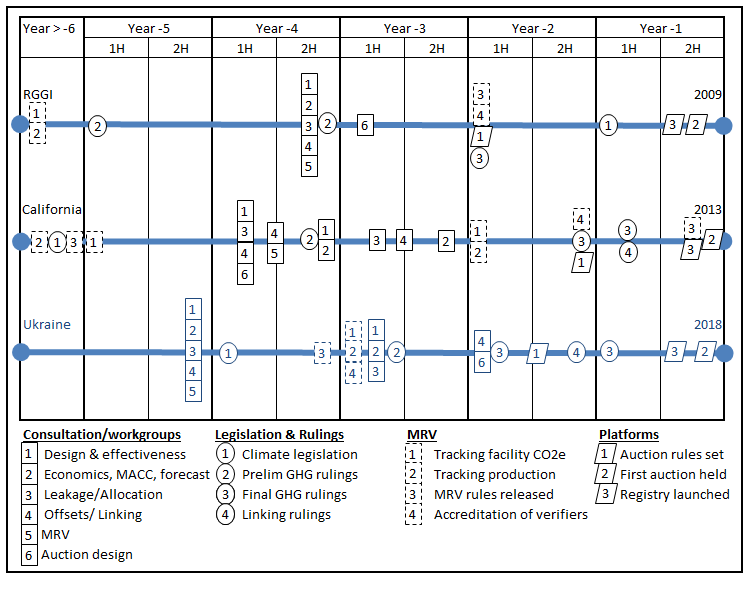 Year > -6 Year -5 Year -4 Year -3 Year -2 Year -1
1H 2H 1H 2H 1H 2H 1H 2H 1H 2H
RGGI 2009
1
2
2
1
2
3
4
5
2
6
3
4
1
3
1
3 2
California 2013
2 1 3 1
1
3
4
6
4
5
2
1
2
3
4
2
1
2
4
3
1
3
4
3
3
2
Ukraine 2018
1
2
3
4
5
1
3
1
2
4
1
2
3
2
4
6
3
1
4
3
3
2
Consultation/workgroups
1 Design & effectiveness
2 Economics, MACC, forecast
3 Leakage/Allocation
4 Offsets/ Linking
5 MRV
6 Auction design
Legislation & Rulings
1 Climate legislation
2 Prelim GHG rulings
3 Final GHG rulings
4 Linking rulings
MRV
1 Tracking facility CO2e
2 Tracking production
3 MRV rules released
4 Accreditation of verifiers
Platforms
1 Auction rules set
2 First auction held
3 Registry launched